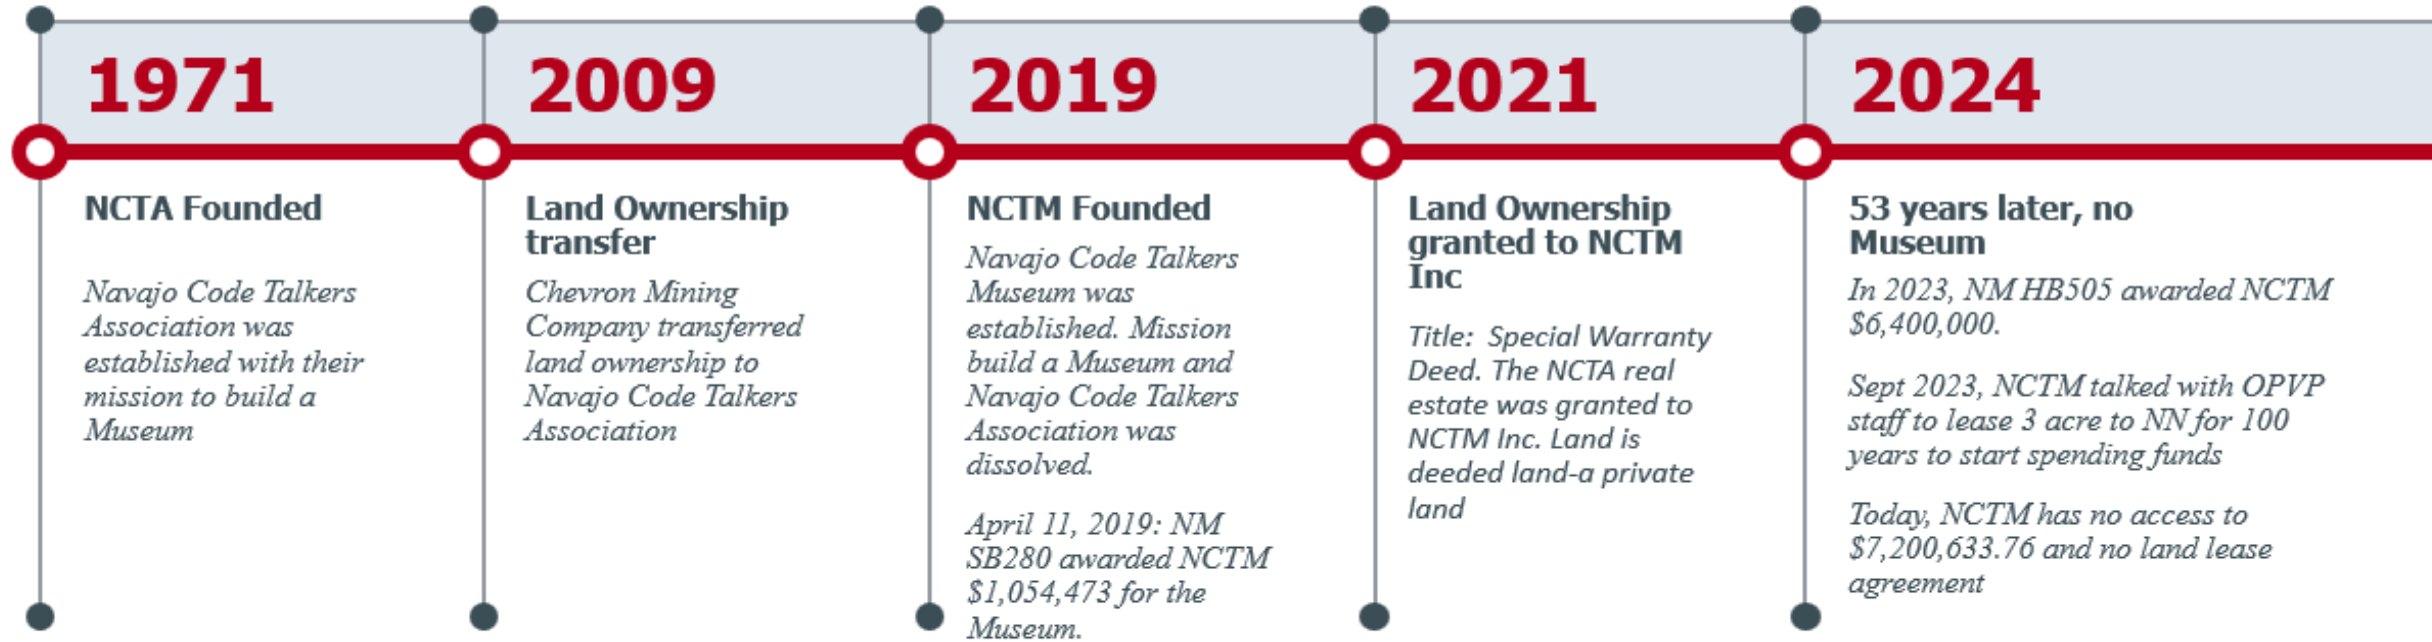 1971
NCTA Founded
Navajo Code Talkers
Association was
established with their
mission to build a
Museum
2009
Land Ownership
transfer
Chevron Mining
Company transferred
land ownership to
Navajo Code Talkers
Association
2019
NCTM Founded
Navajo Code Talkers
Museum was
established. Mission
build a Museum and
Navajo Code Talkers
Association was
dissolved.
April 11, 2019: NM
SB280 awarded NCTM
$1,054,473 for the
Museum.
2021
Land Ownership
granted to NCTM
Inc
Title:  Special Warranty
Deed. The NCTA real
estate was granted to
NCTM Inc. Land is
deeded land-a private
land
2024
53 years later, no
Museum
In 2023, NM HB505 awarded NCTM
$6,400,000.
Sept 2023, NCTM talked with OPVP
staff to lease 3 acre to NN for 100
years to start spending funds
Today, NCTM has no access to
$7,200,633.76 and no land lease
agreement